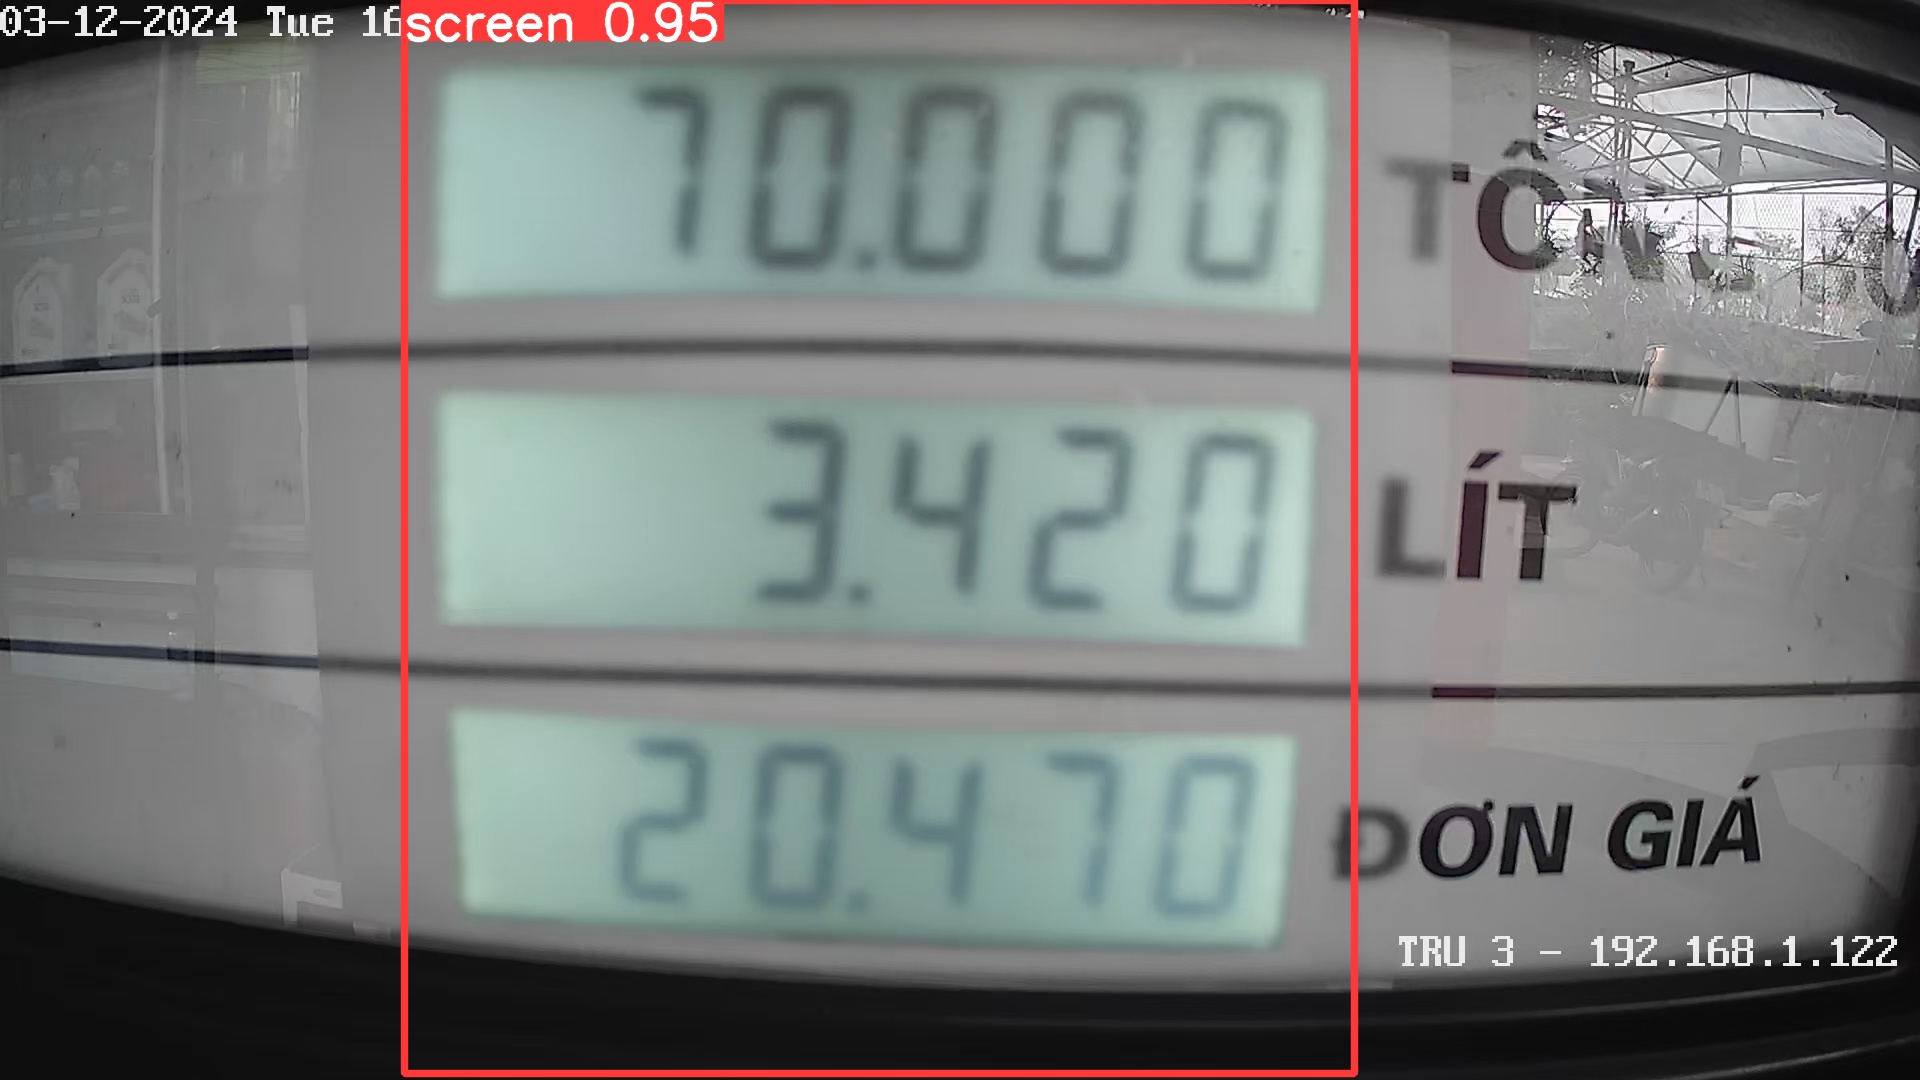 03-12-2024 Tue 16
screen 0.95
70.000
3.420
LÍT
20.470
ĐƠN GIÁ
TRU 3 - 192.168.1.122